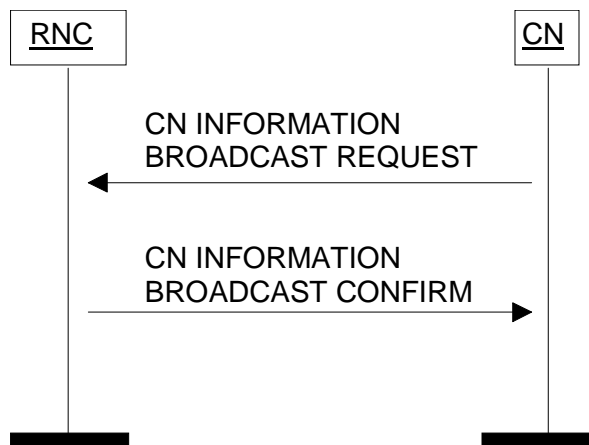 RNC
CN
CN INFORMATION
BROADCAST REQUEST
CN INFORMATION
BROADCAST CONFIRM